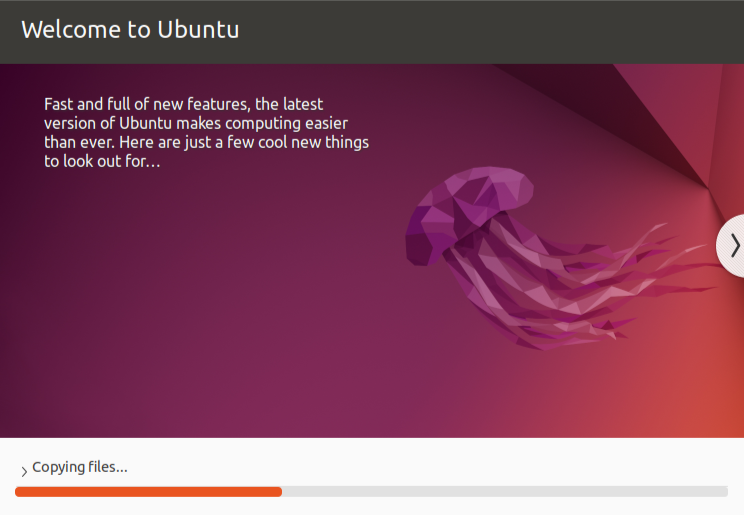 Welcome to Ubuntu
Fast and full of new features, the latest
version of Ubuntu makes computing easier
than ever. Here are just a few cool new things
to look out for…
Copying files...